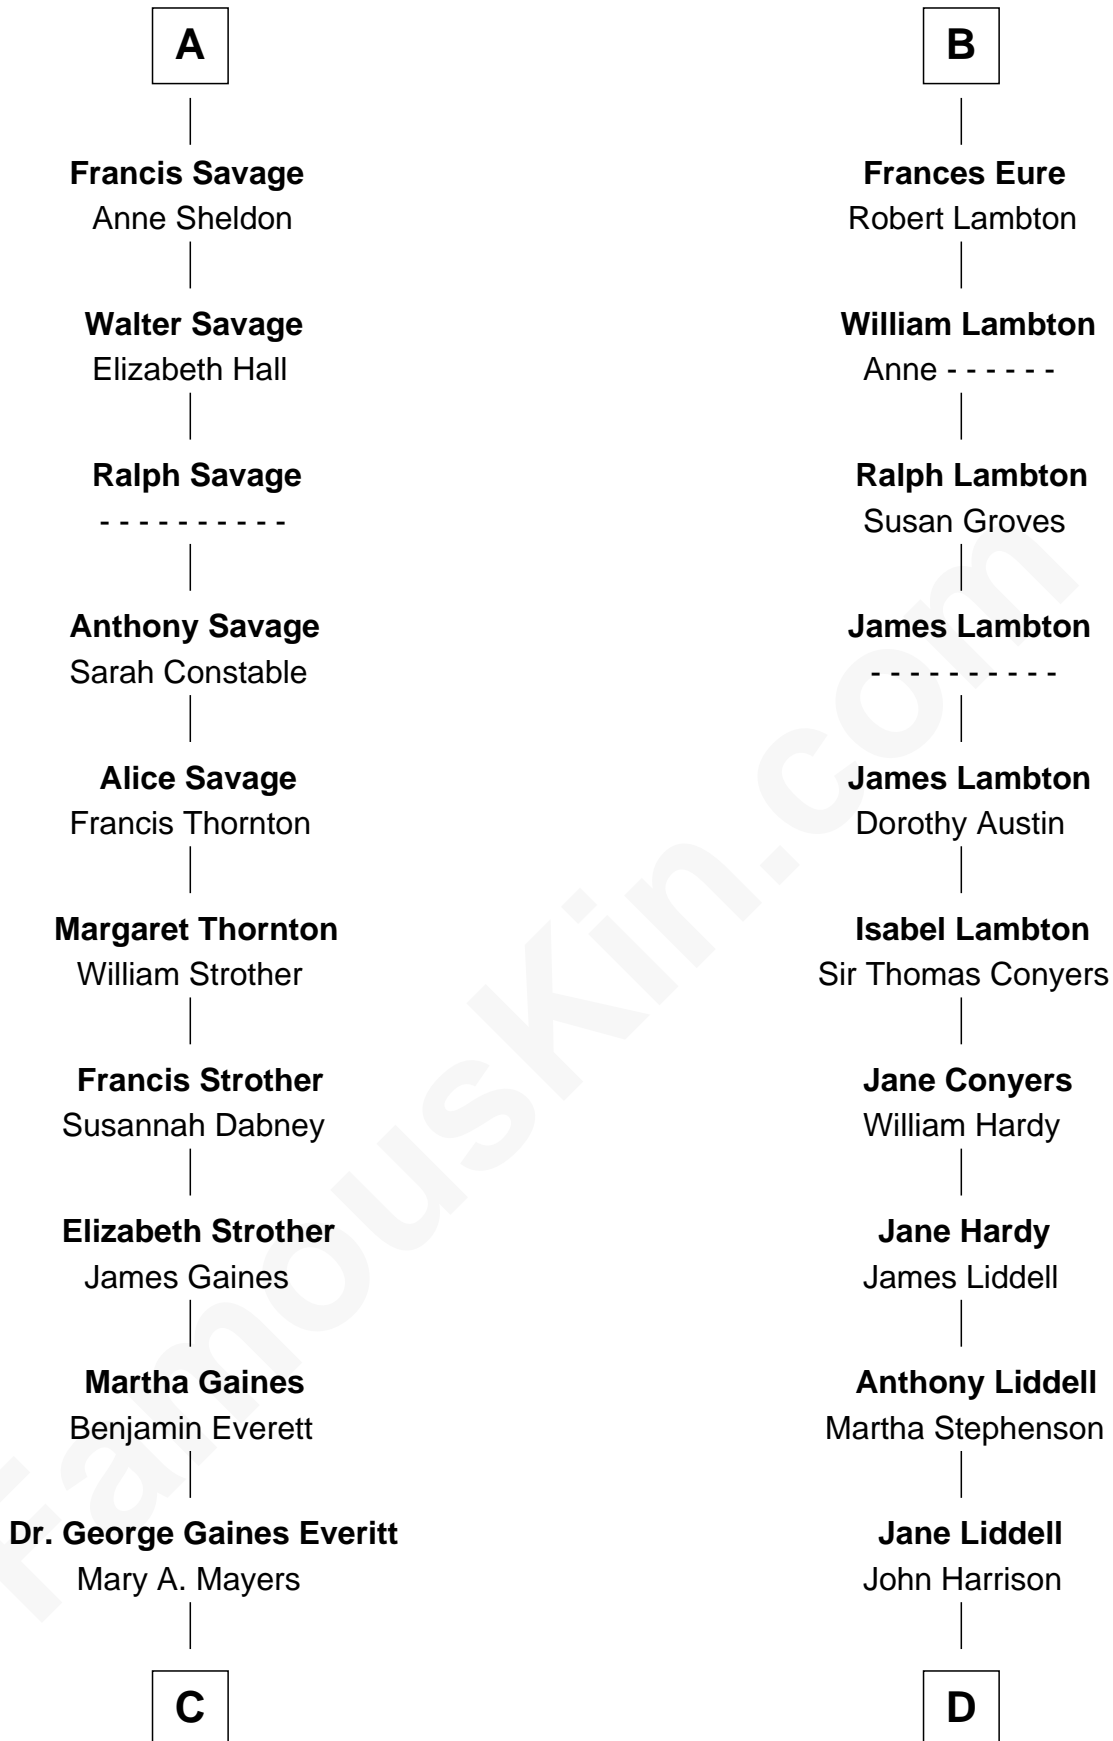 A
Francis Savage
Anne Sheldon
Walter Savage
Elizabeth Hall
Ralph Savage
- - - - - - - - - -
Anthony Savage
Sarah Constable
Alice Savage
Francis Thornton
Margaret Thornton
William Strother
Francis Strother
Susannah Dabney
Elizabeth Strother
James Gaines
Martha Gaines
Benjamin Everett
Dr. George Gaines Everitt
Mary A. Mayers
C
B
Frances Eure
Robert Lambton
William Lambton
Anne - - - - - -
Ralph Lambton
Susan Groves
James Lambton
- - - - - - - - - -
James Lambton
Dorothy Austin
Isabel Lambton
Sir Thomas Conyers
Jane Conyers
William Hardy
Jane Hardy
James Liddell
Anthony Liddell
Martha Stephenson
Jane Liddell
John Harrison
D
FamousKin.com